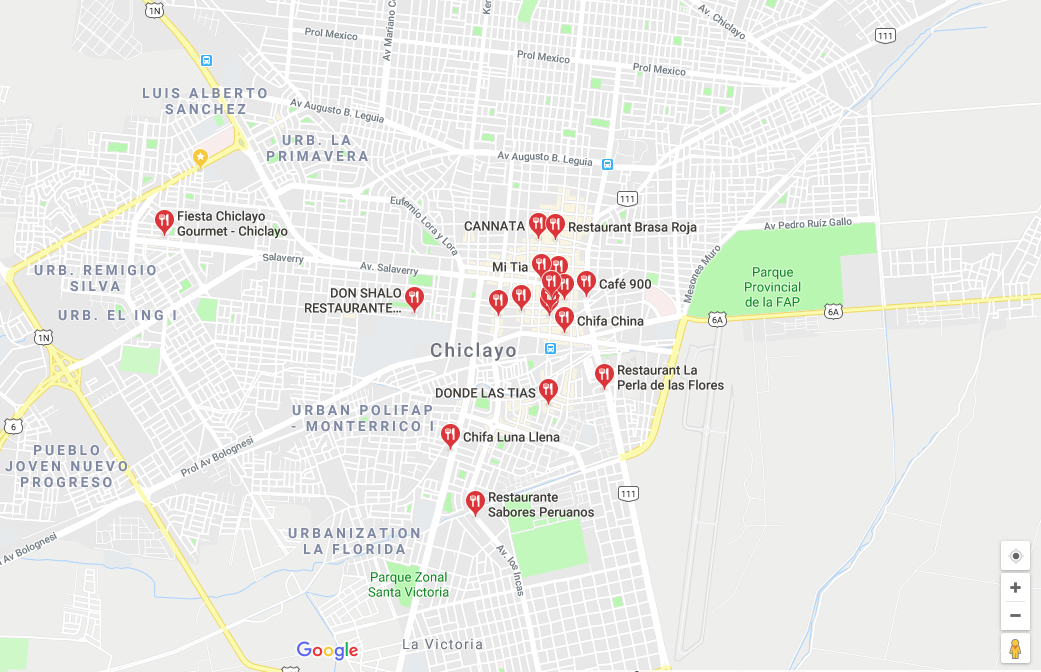 1N
Av Mariano C
Ken
Av. Chiclayo
Prol Mexico
111
Prol Mexico
Prol Mexico
LUIS ALBERTO
SANCHEZ
Av Augusto B. Leguia
URB. LA
PRIMAVERA
Av Augusto B. Leguia
111
Eufemio Lora y Lora
Fiesta Chiclayo
Gourmet - Chiclayo
CANNATA
Restaurant Brasa Roja
Av Pedro Ruíz Gallo
Salaverry
Av. Salaverry
Mi Tia
Mesones Muro
URB. REMIGIO
SILVA
Café 900
Parque
Provincial
de la FAP
DON SHALO
RESTAURANTE...
URB. EL ING I
6A
6A
Chifa China
1N
Chiclayo
Restaurant La
Perla de las Flores
DONDE LAS TIAS
URBAN POLIFAP
- MONTERRICO I
6
Chifa Luna Llena
PUEBLO
JOVEN NUEVO
PROGRESO
Prol Av Bolognesi
111
Restaurante
Sabores Peruanos
URBANIZATION
LA FLORIDA
Av. los Incas
Prol Av Bolognesi
Parque Zonal
Santa Victoria
La Victoria
Google